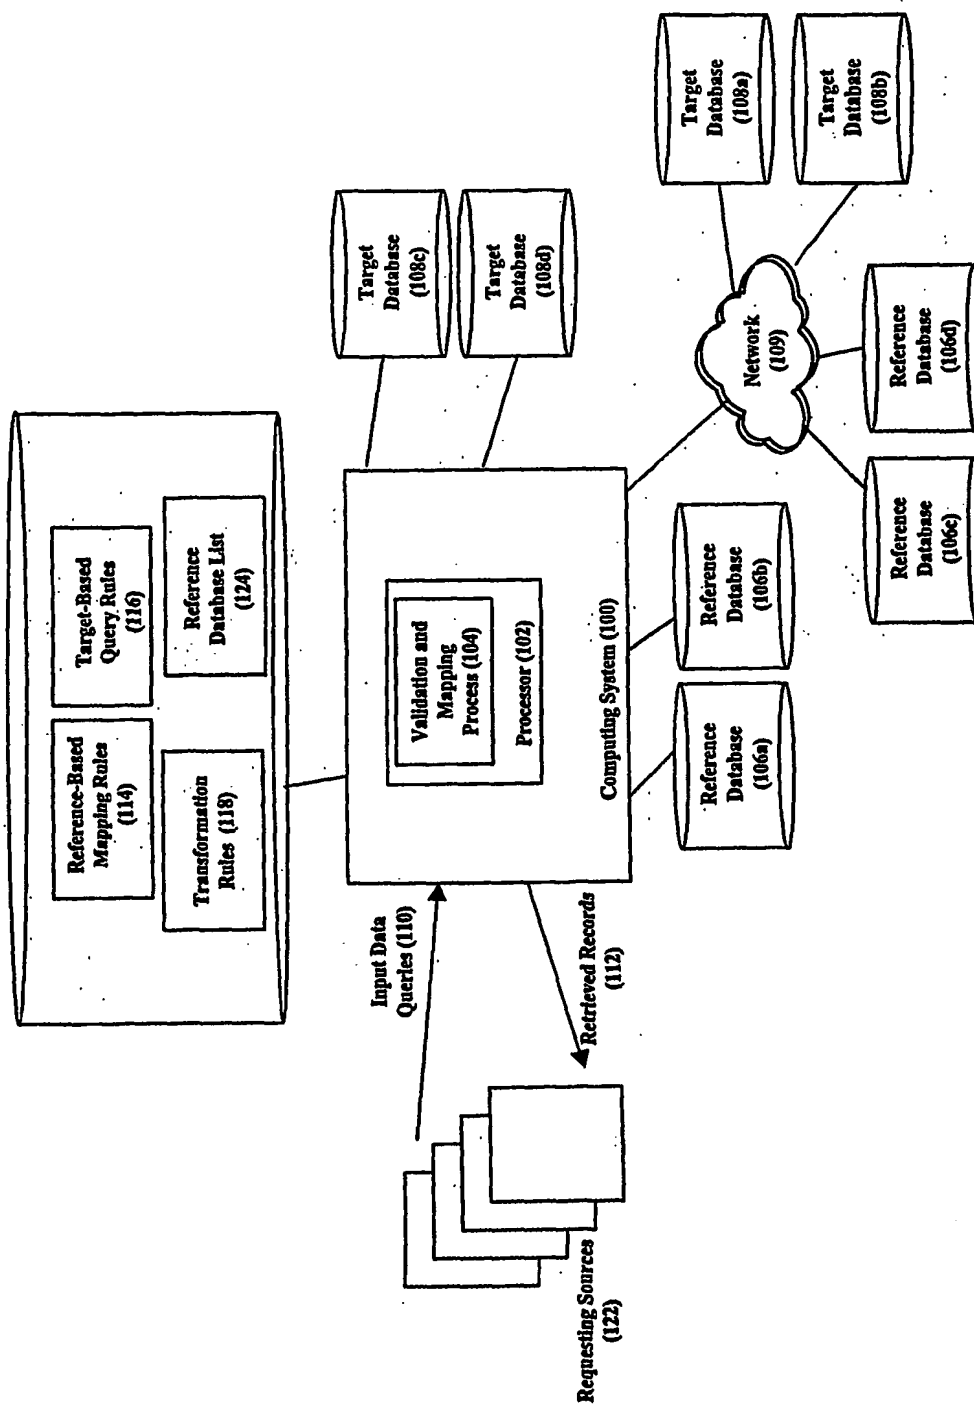 Reference-Based
Mapping Rules
(114)
Target-Based
Query Rules
(116)
Transformation
Rules (118)
Reference
Database List
(124)
Input Data
Queries (110)
Retrieved Records
(112)
Requesting Sources
(122)
Validation and
Mapping
Process (104)
Processor (102)
Computing System (100)
Target
Database
(108c)
Target
Database
(108d)
Reference
Database
(106a)
Reference
Database
(106b)
Network
(109)
Target
Database
(108a)
Target
Database
(108b)
Reference
Database
(106c)
Reference
Database
(106d)